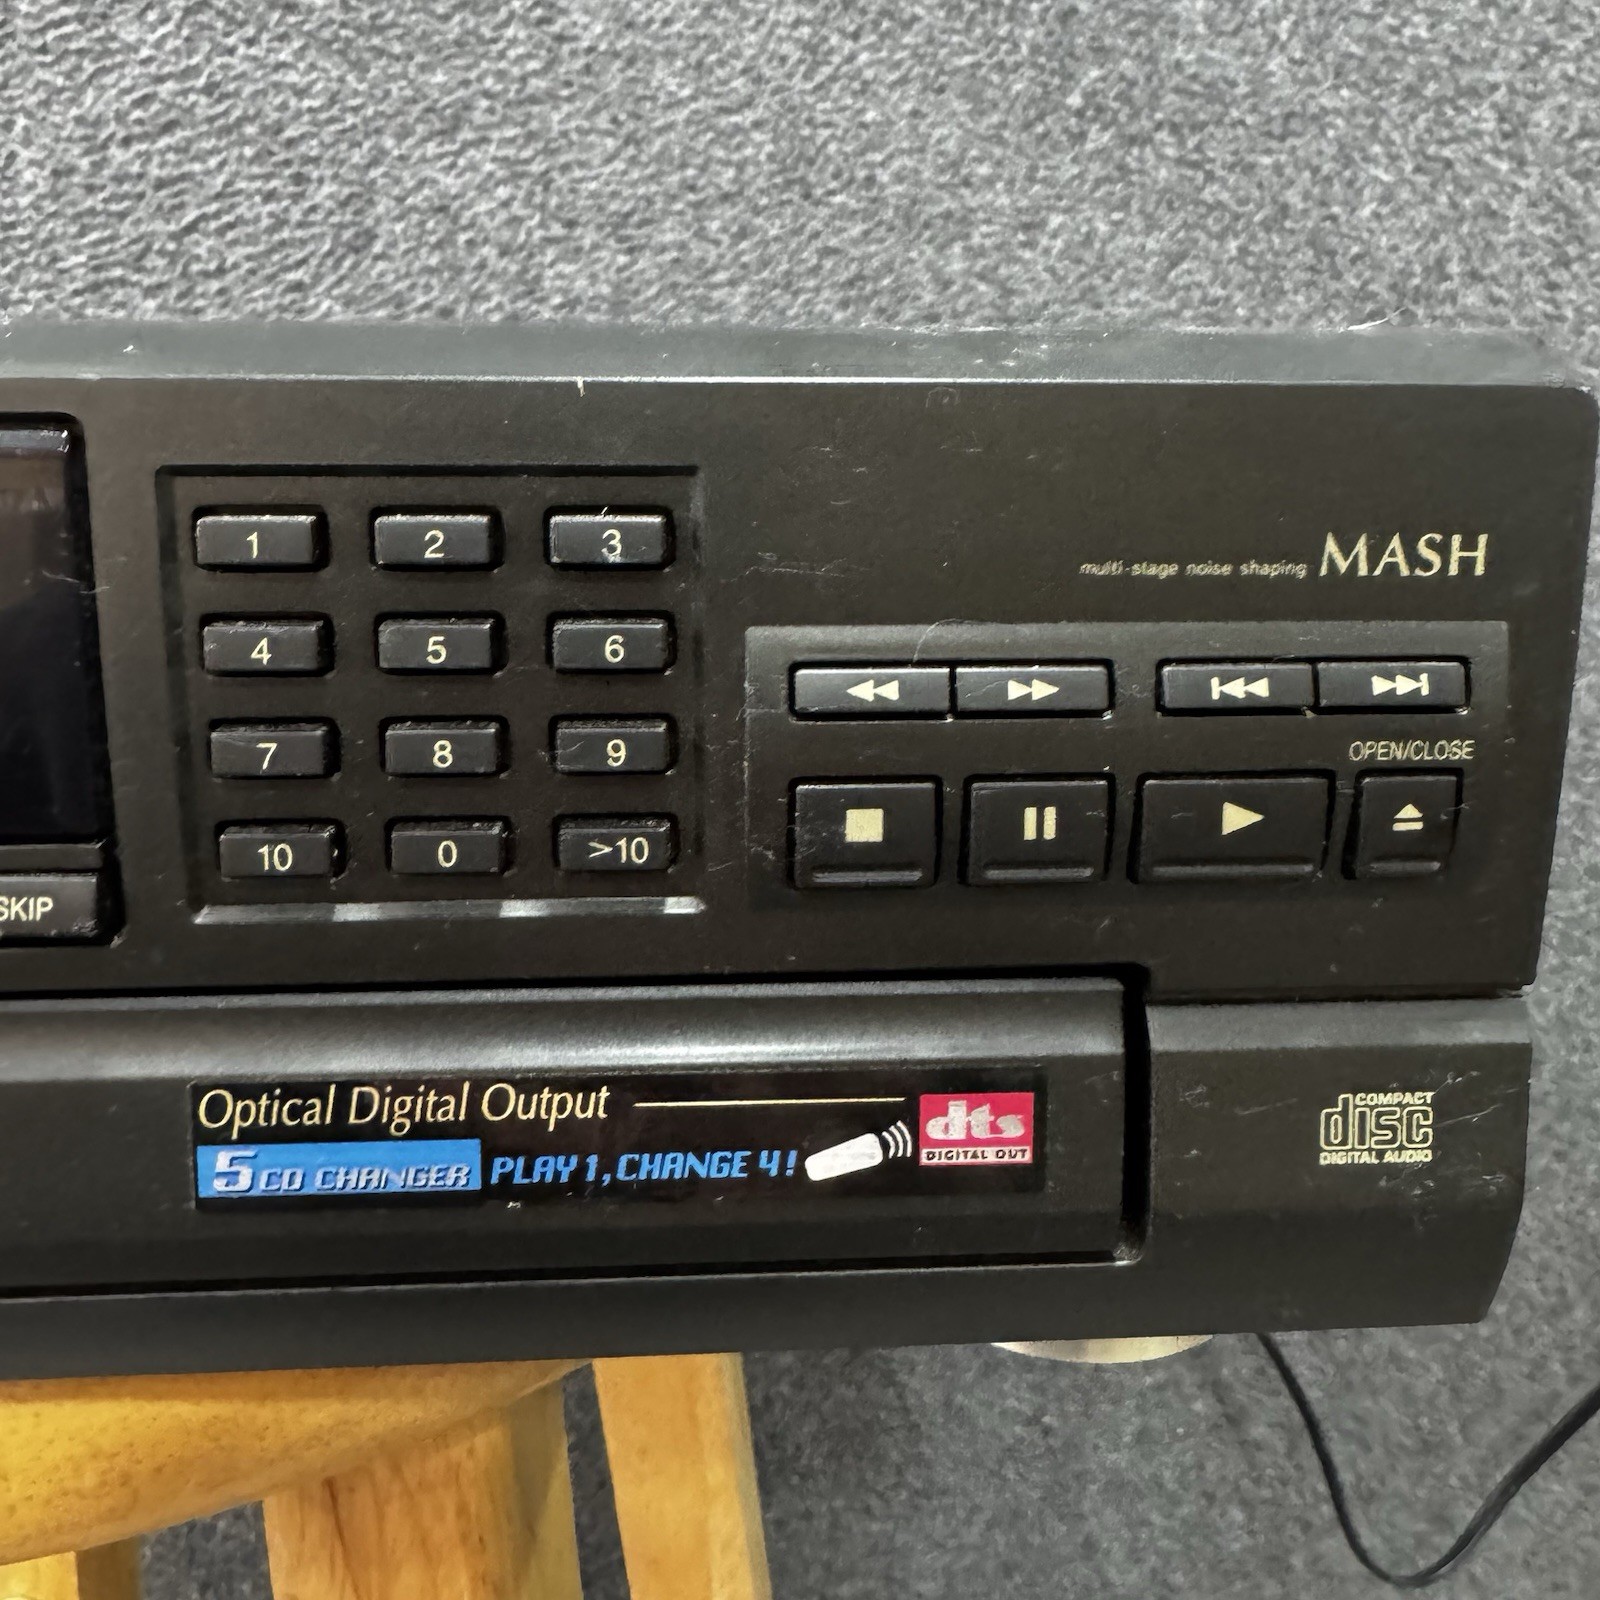 1 2 3
multi-stage noise shaping MASH
4 5 6
7 8 9
OPEN/CLOSE
10 0 >10
SKIP
Optical Digital Output
dts
DIGITAL OUT
5 CD CHANGER PLAY 1, CHANGE 4!
COMPACT
disc
DIGITAL AUDIO